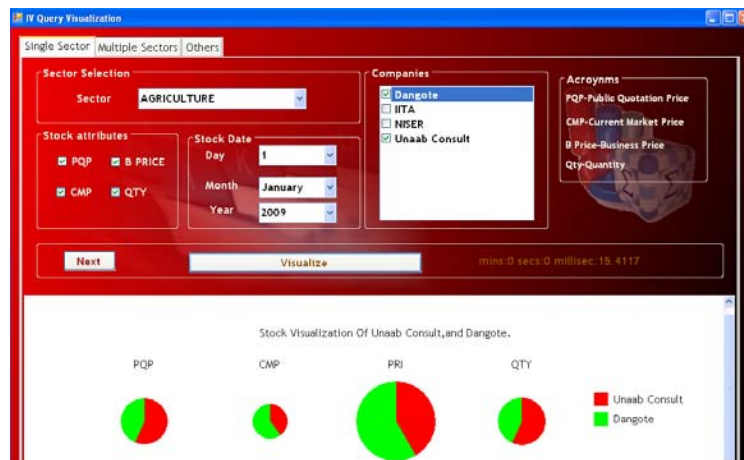 IV Query Visualization
Single Sector Multiple Sectors Others
Sector Selection
Sector AGRICULTURE
Stock attributes
PQP B PRICE
CMP QTY
Stock Date
Day 1
Month January
Year 2009
Companies
Dangote
IITA
NISER
Unaab Consult
Acroynms
PQP-Public Quotation Price
CMP-Current Market Price
B Price-Business Price
Qty-Quantity
Next Visualize mins:0 secs:0 millisec:15.4117
Stock Visualization Of Unaab Consult,and Dangote.
PQP CMP PRI QTY
Unaab Consult
Dangote